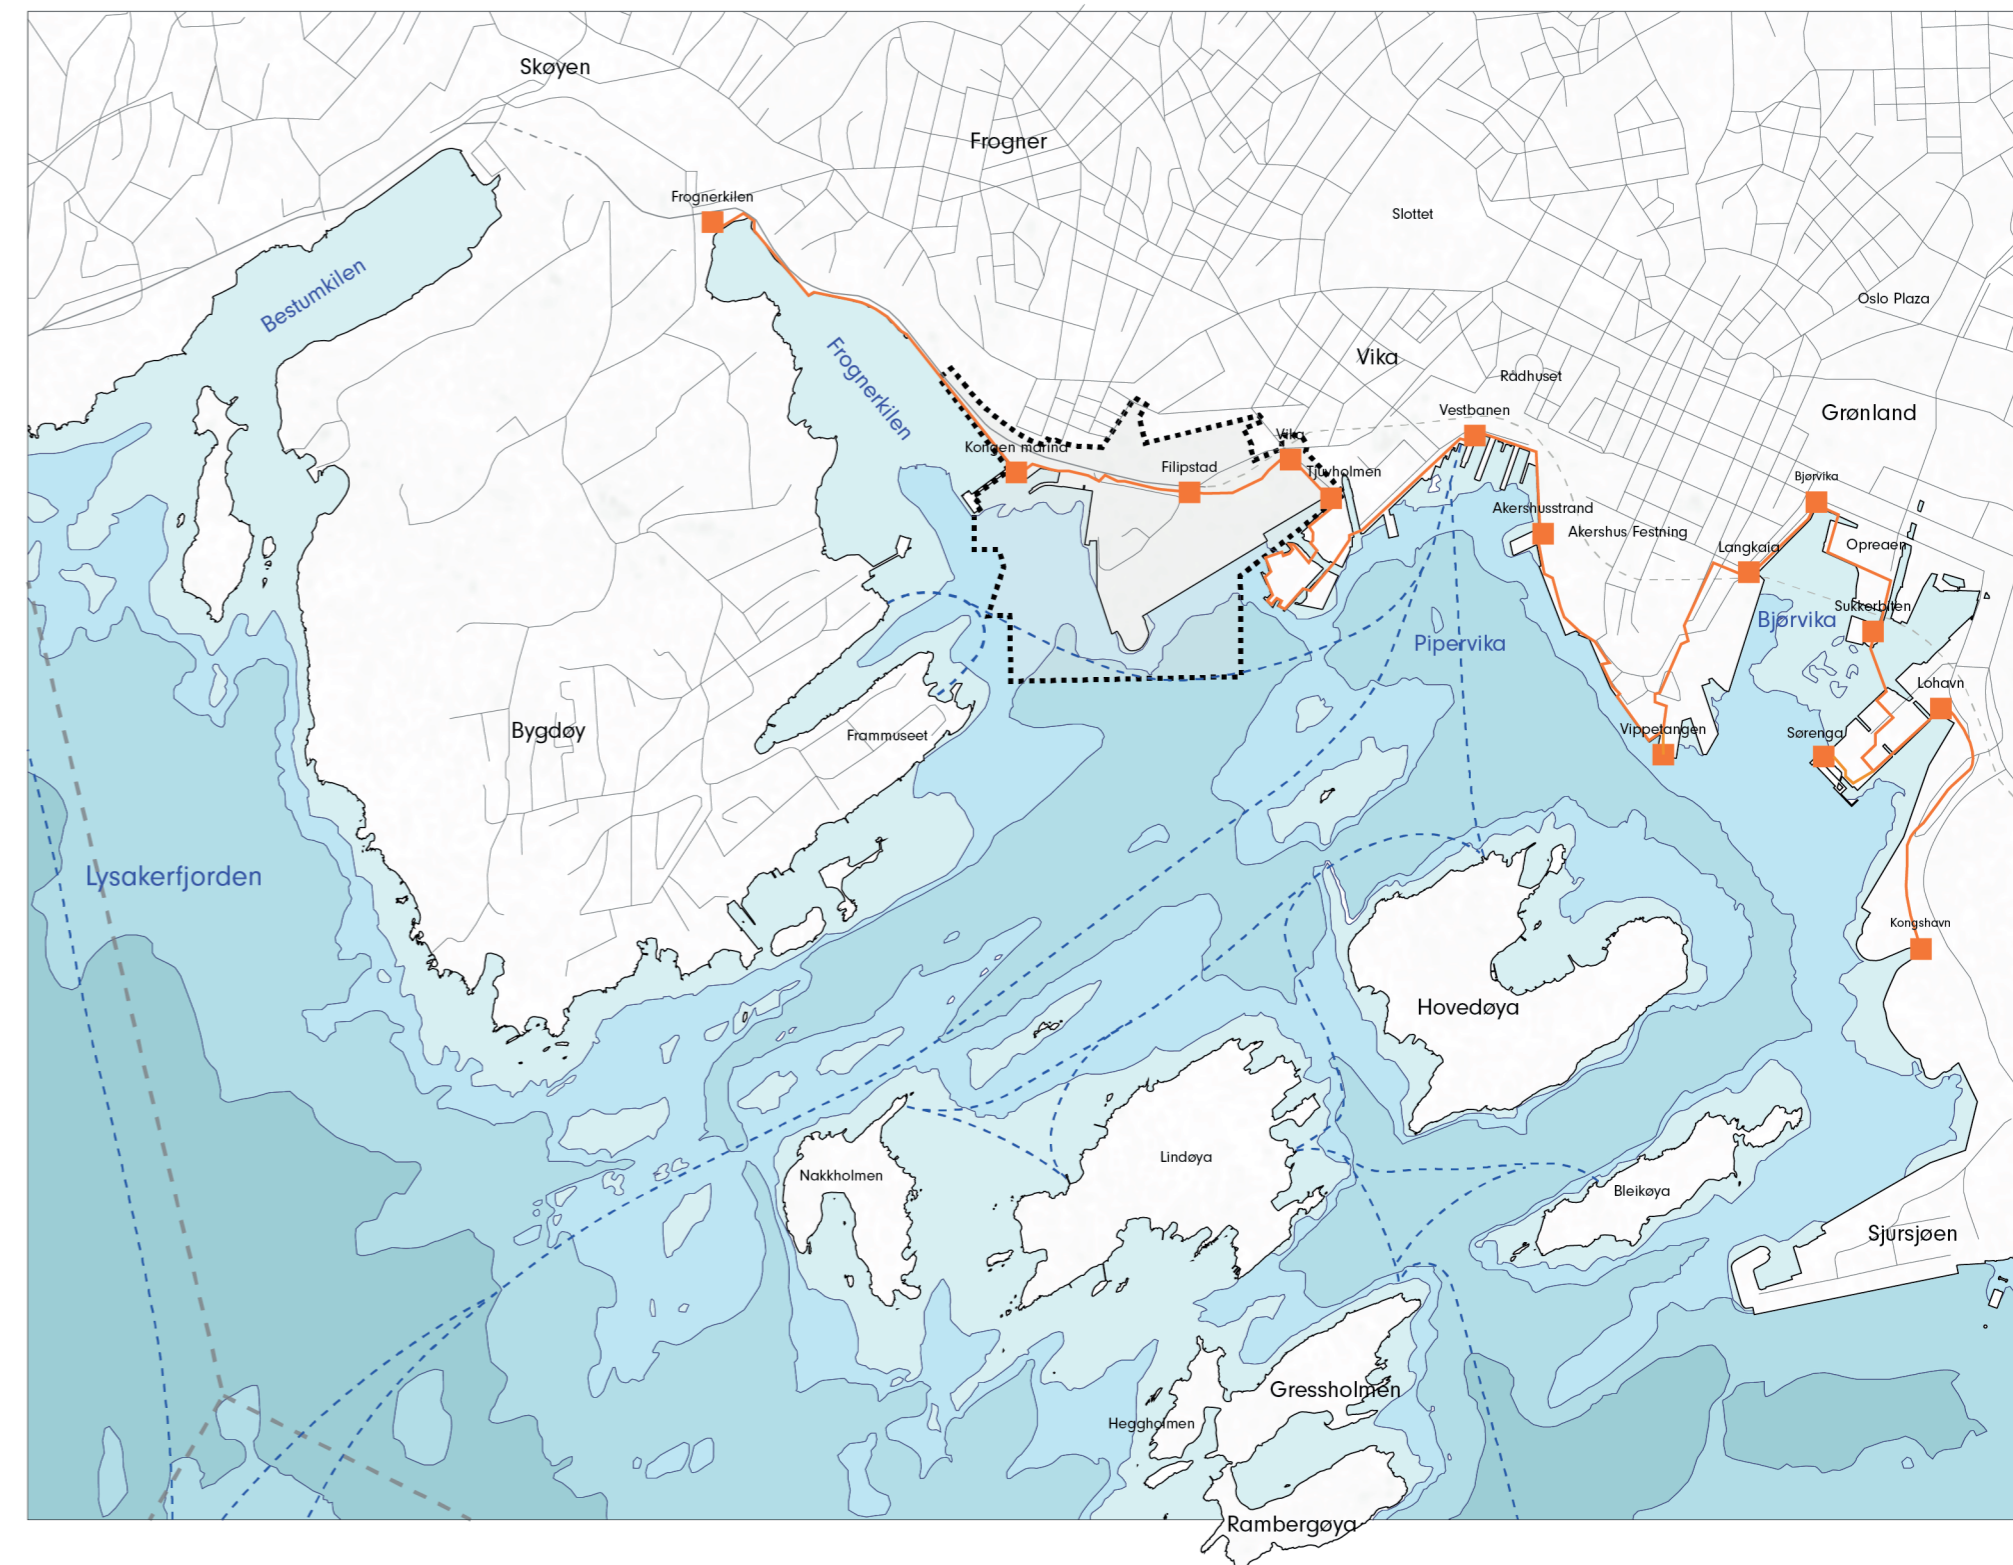 Skøyen
Frogner
Frognerkilen
Slottet
Bestumkilen
Oslo Plaza
Frognerkilen
Vika
Rådhuset
Vestbanen
Grønland
Kongen marina
Vika
Filipstad
Tjuvholmen
Bjørvika
Akershusstrand
Akershus Festning
Langkaia
Opreaen
Sukkerbiten
Bjørvika
Pipervika
Lohavn
Bygdøy
Frammuseet
Vippetangen
Sørenga
Lysakerfjorden
Kongshavn
Hovedøya
Lindøya
Nakkholmen
Bleikøya
Sjursjøen
Gressholmen
Heggholmen
Rambergøya